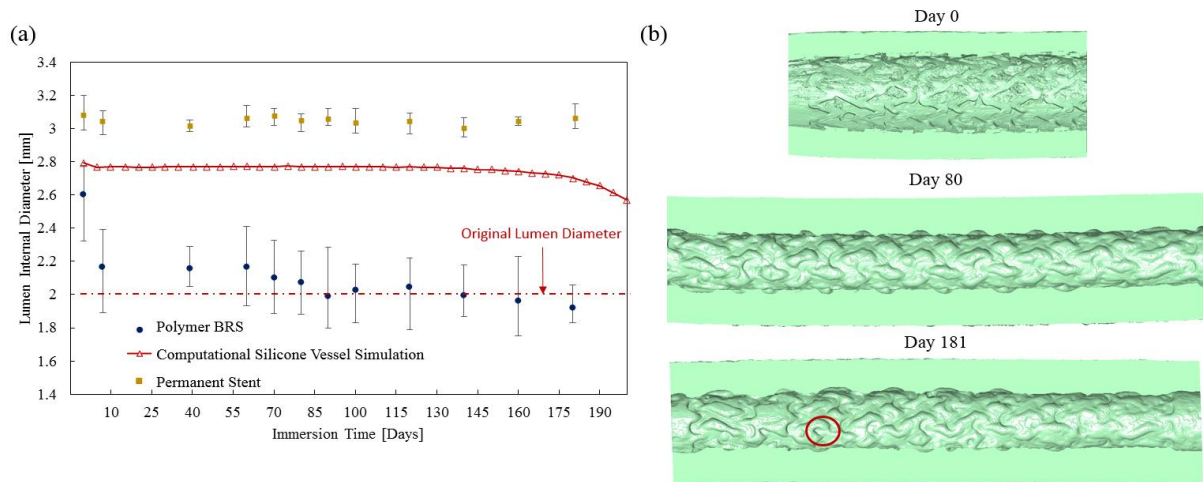 (a)
3.4
3.2
3
2.8
2.6
2.4
2.2
2
1.8
1.6
1.4
Lumen Internal Diameter [mm]
Original Lumen Diameter
Polymer BRS
Computational Silicone Vessel Simulation
Permanent Stent
10 25 40 55 70 85 100 115 130 145 160 175 190
Immersion Time [Days]
(b)
Day 0
Day 80
Day 181